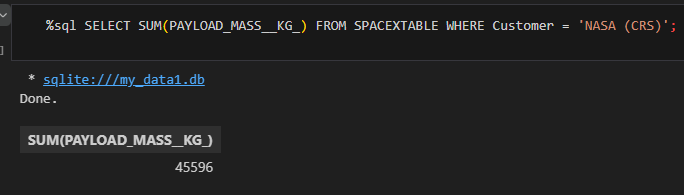 %sql SELECT SUM(PAYLOAD_MASS__KG_) FROM SPACEXTABLE WHERE Customer = 'NASA (CRS)';
]
* sqlite:///my_data1.db
Done.
SUM(PAYLOAD_MASS__KG_)
45596